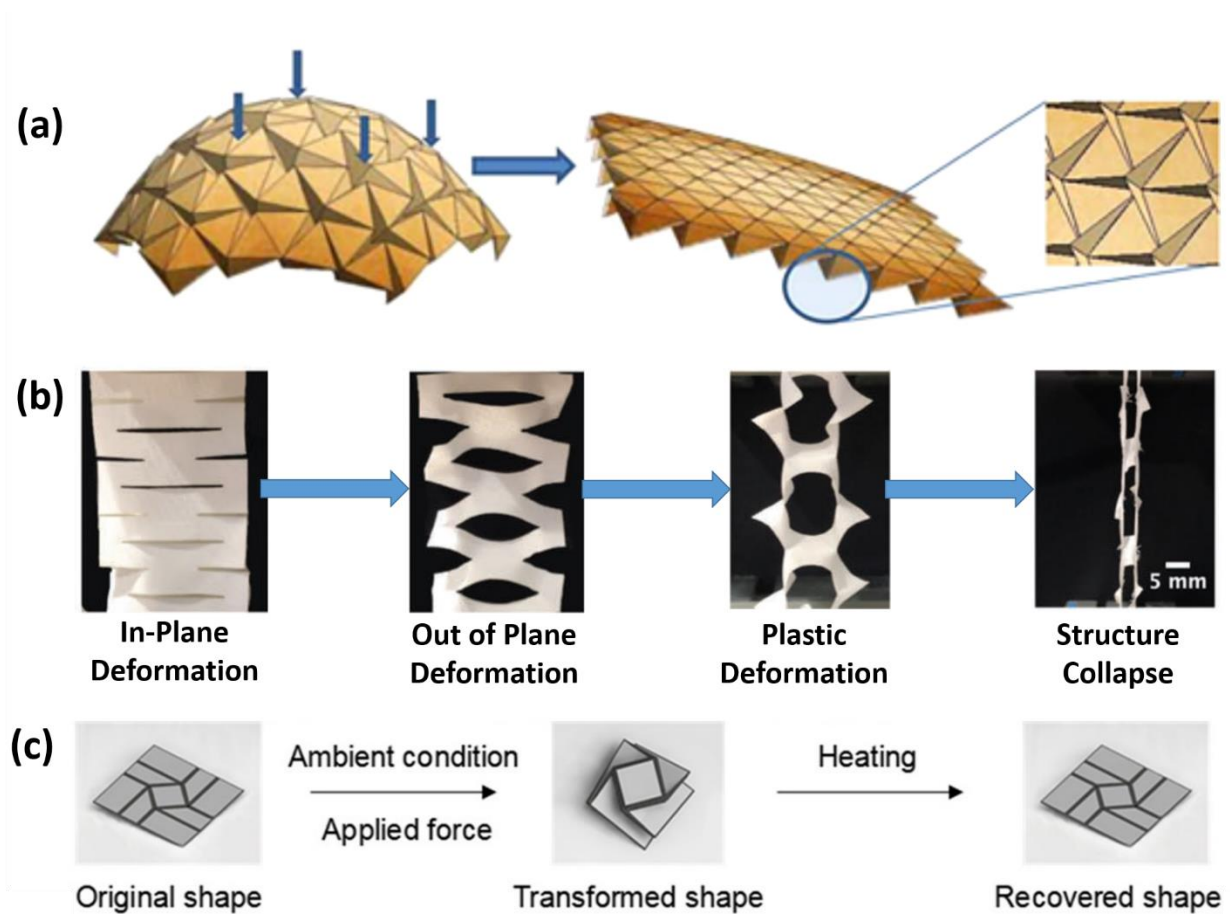 (a)
(b)
5 mm
In-Plane
Deformation
Out of Plane
Deformation
Plastic
Deformation
Structure
Collapse
(c)
Ambient condition
Applied force
Heating
Original shape
Transformed shape
Recovered shape